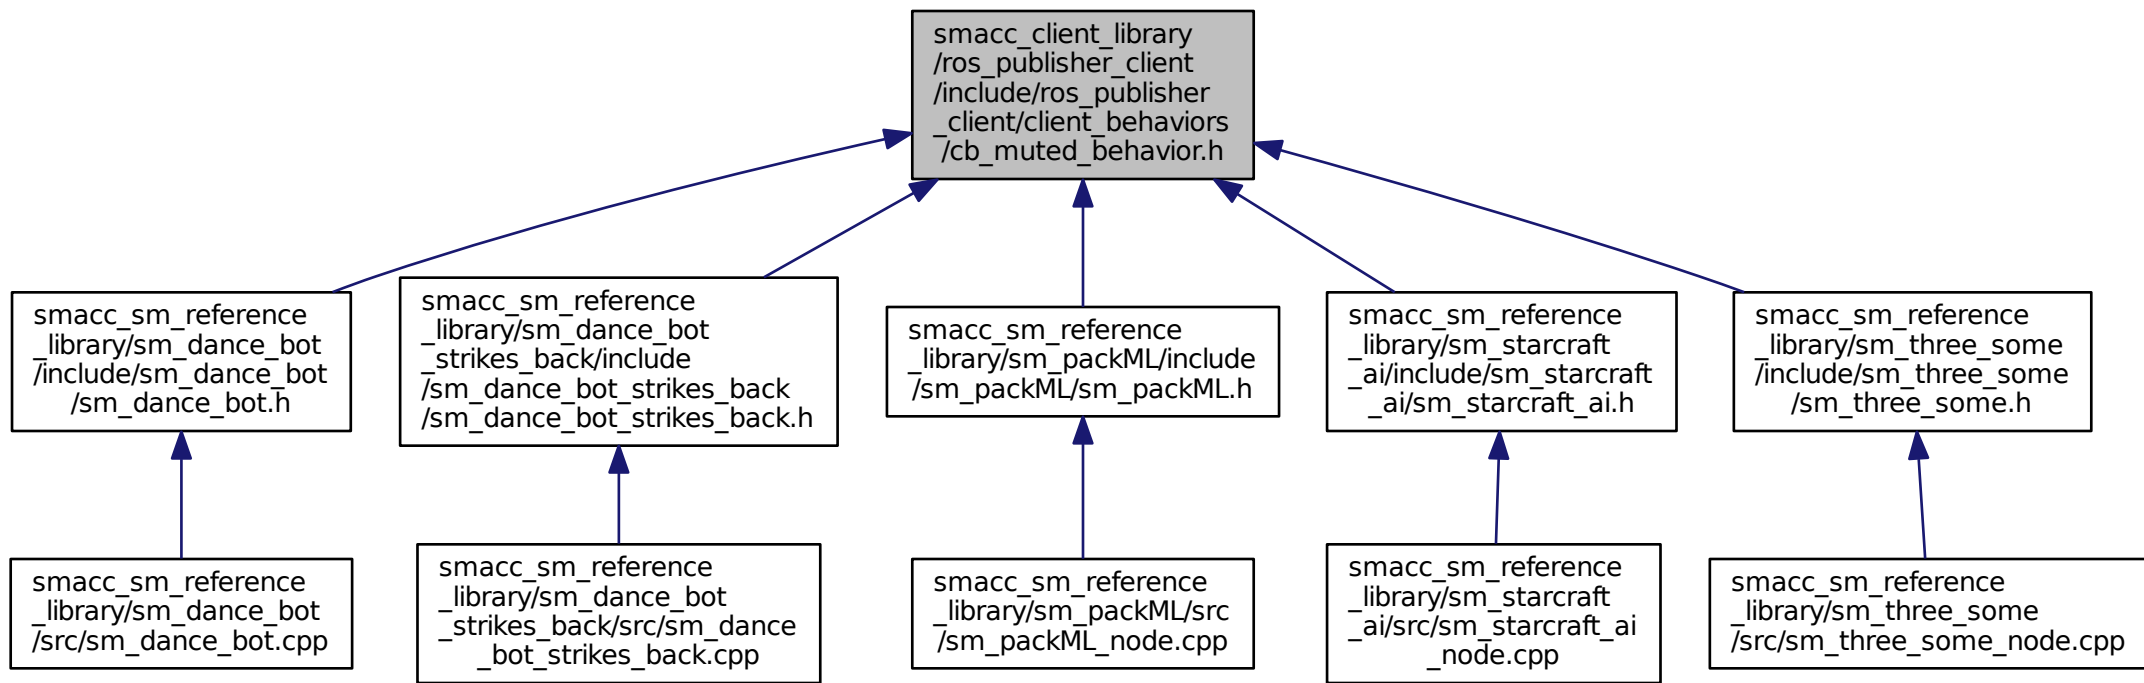 smacc_client_library
/ros_publisher_client
/include/ros_publisher
_client/client_behaviors
/cb_muted_behavior.h
smacc_sm_reference
_library/sm_dance_bot
/include/sm_dance_bot
/sm_dance_bot.h
smacc_sm_reference
_library/sm_dance_bot
_strikes_back/include
/sm_dance_bot_strikes_back
/sm_dance_bot_strikes_back.h
smacc_sm_reference
_library/sm_packML/include
/sm_packML/sm_packML.h
smacc_sm_reference
_library/sm_starcraft
_ai/include/sm_starcraft
_ai/sm_starcraft_ai.h
smacc_sm_reference
_library/sm_three_some
/include/sm_three_some
/sm_three_some.h
smacc_sm_reference
_library/sm_dance_bot
/src/sm_dance_bot.cpp
smacc_sm_reference
_library/sm_dance_bot
_strikes_back/src/sm_dance
_bot_strikes_back.cpp
smacc_sm_reference
_library/sm_packML/src
/sm_packML_node.cpp
smacc_sm_reference
_library/sm_starcraft
_ai/src/sm_starcraft_ai
_node.cpp
smacc_sm_reference
_library/sm_three_some
/src/sm_three_some_node.cpp